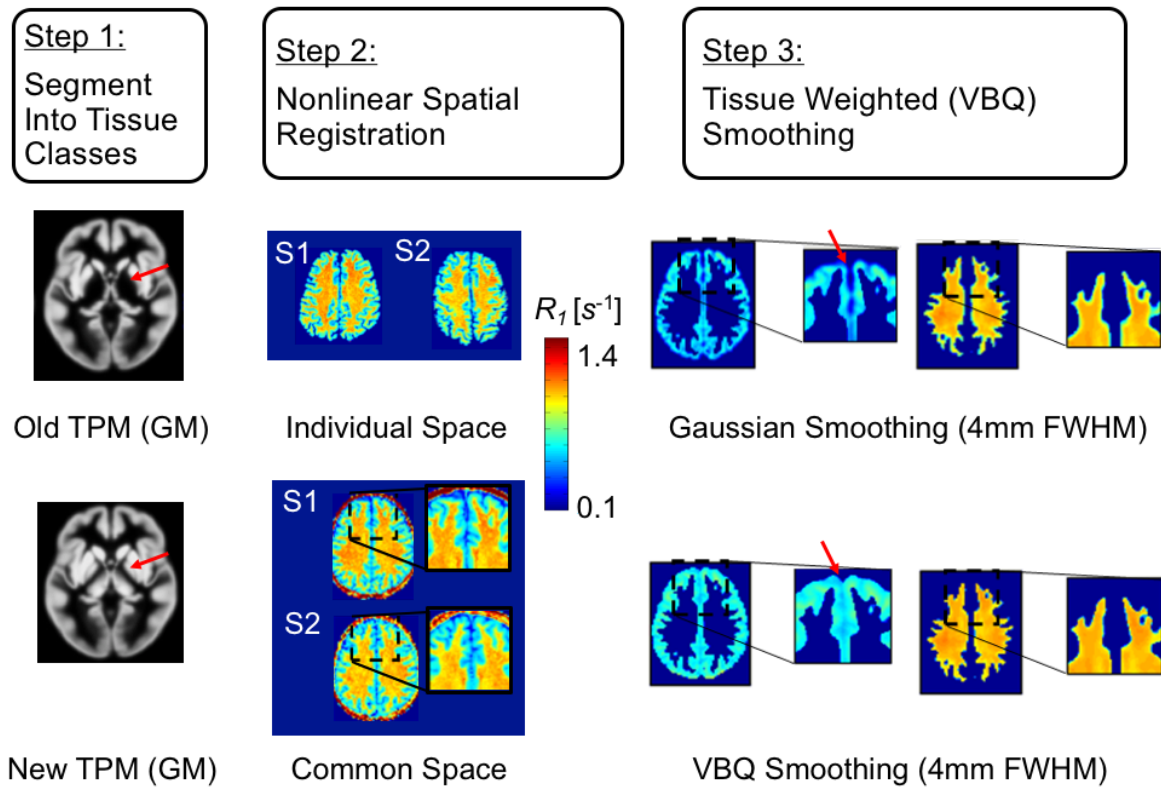 Step 1:
Segment
Into Tissue
Classes
Step 2:
Nonlinear Spatial
Registration
Step 3:
Tissue Weighted (VBQ)
Smoothing
S1
S2
R1 [s-1]
1.4
0.1
Old TPM (GM)
Individual Space
Gaussian Smoothing (4mm FWHM)
S1
S2
New TPM (GM)
Common Space
VBQ Smoothing (4mm FWHM)